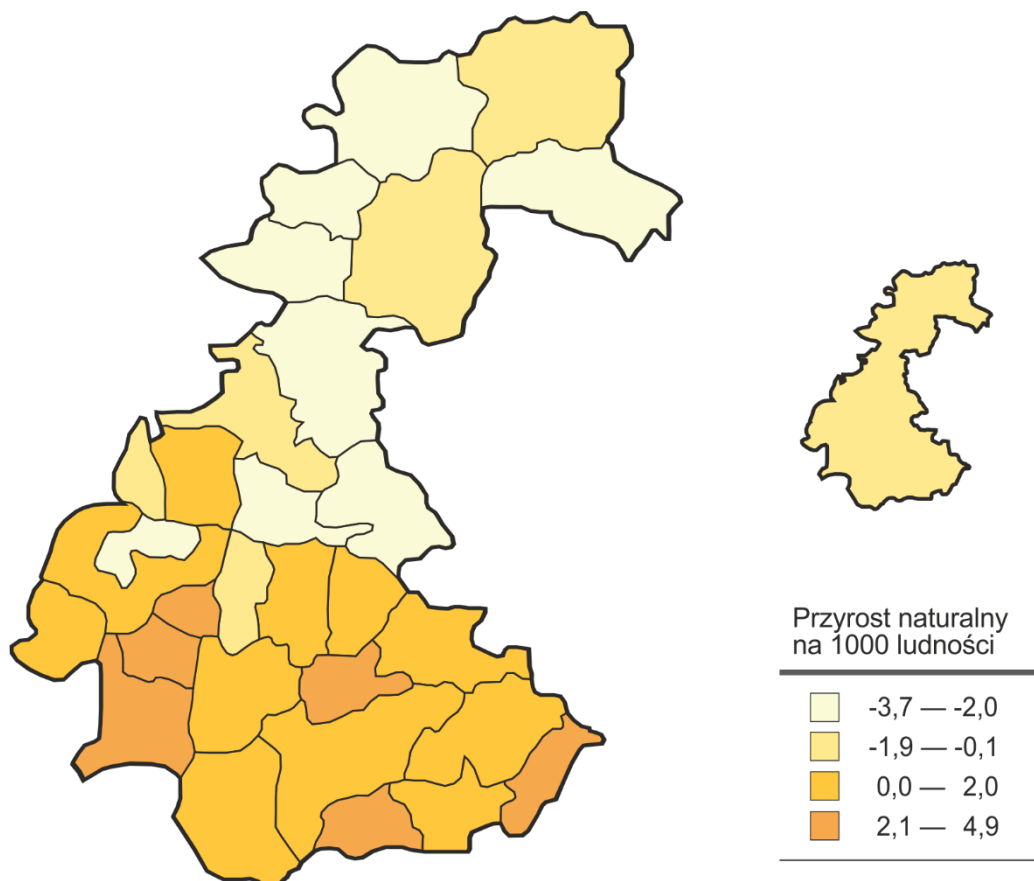 Przyrost naturalny
na 1000 ludności
-3,7 — -2,0
-1,9 — -0,1
0,0 — 2,0
2,1 — 4,9